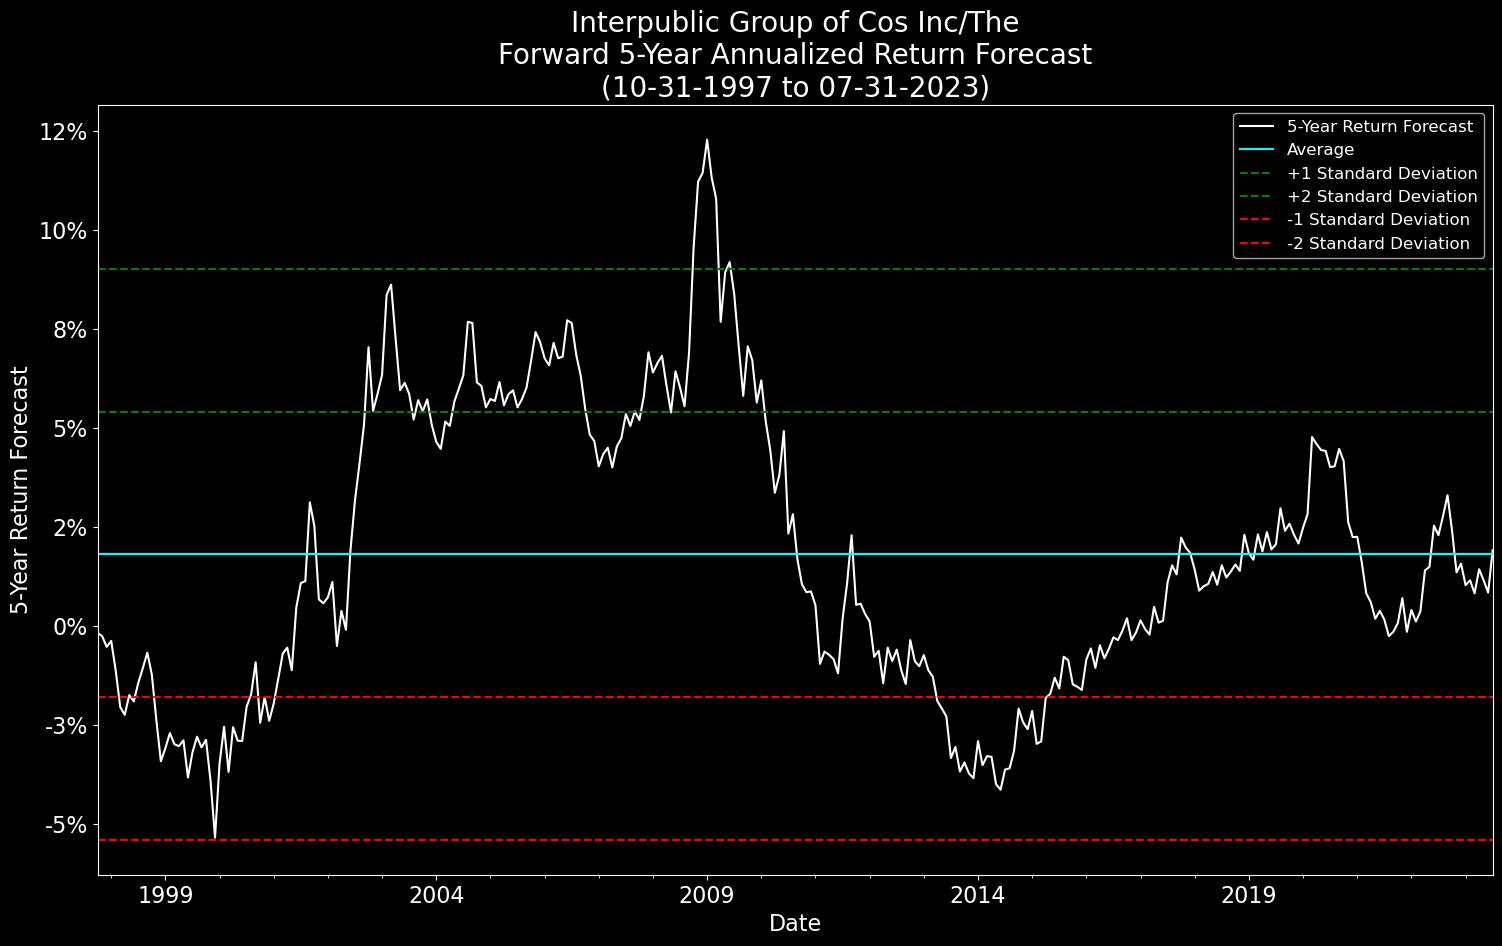 Interpublic Group of Cos Inc/The
Forward 5-Year Annualized Return Forecast
(10-31-1997 to 07-31-2023)
5-Year Return Forecast
Average
+1 Standard Deviation
+2 Standard Deviation
-1 Standard Deviation
-2 Standard Deviation
12%
10%
8%
5%
2%
0%
-3%
-5%
5-Year Return Forecast
1999
2004
2009
2014
2019
Date